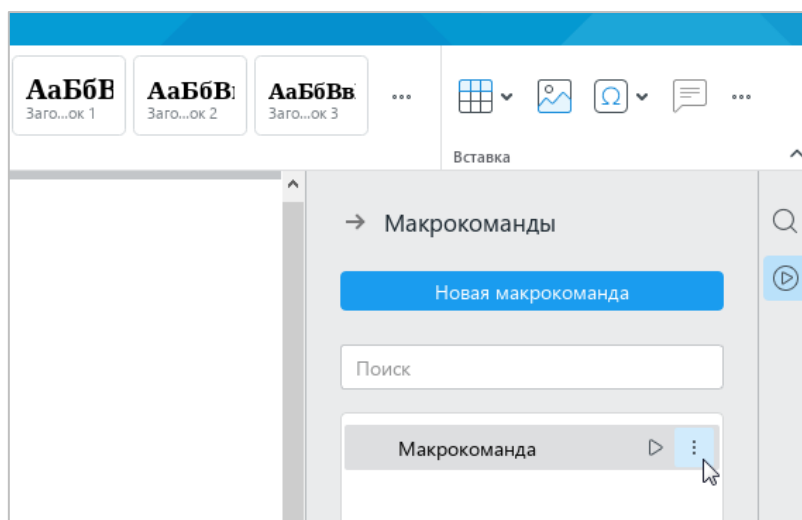 АаБбВ АаБбВ АаБбВв
Заго...ок 1 Заго...ок 2 Заго...ок 3
Вставка
Макрокоманды
Новая макрокоманда
Поиск
Макрокоманда